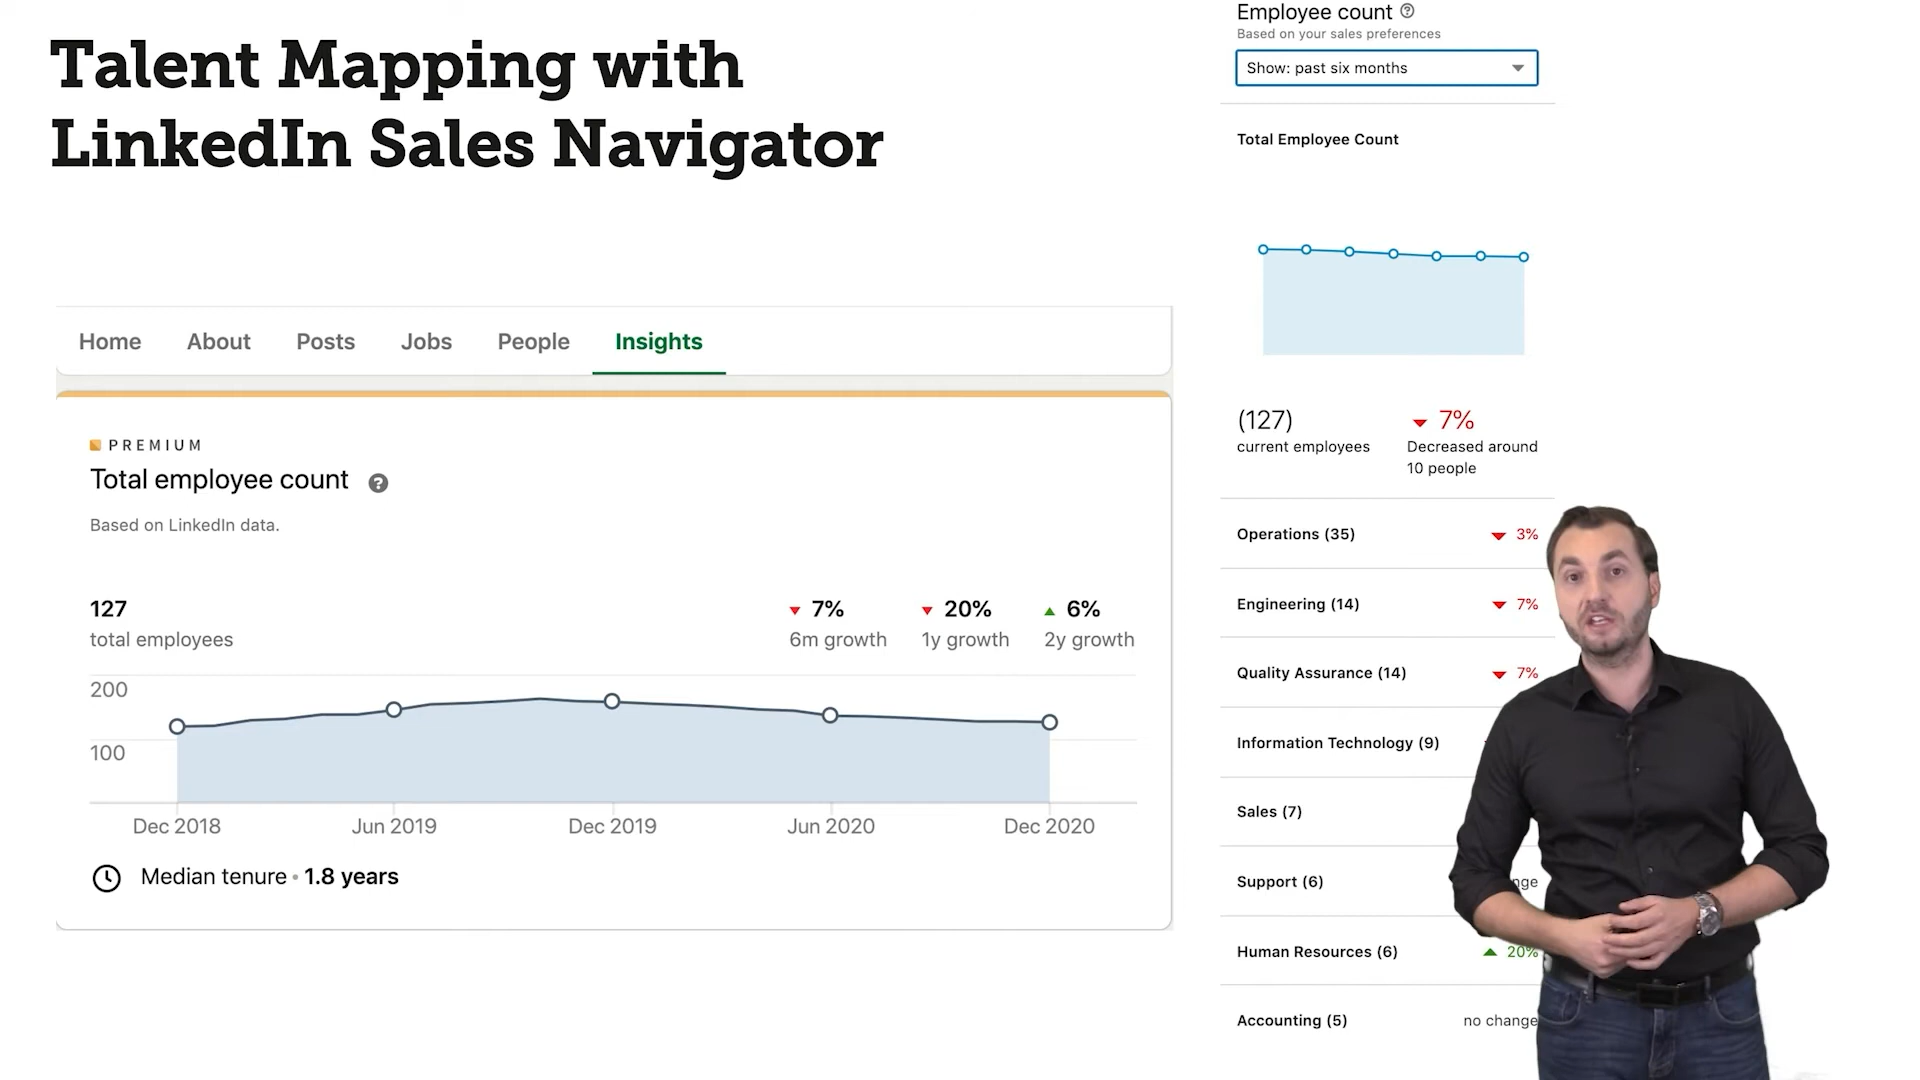 Talent Mapping with
LinkedIn Sales Navigator
Home About Posts Jobs People Insights
PREMIUM
Total employee count
Based on LinkedIn data.
127
total employees
7% 20% 6%
6m growth 1y growth 2y growth
200
100
Dec 2018 Jun 2019 Dec 2019 Jun 2020 Dec 2020
Median tenure • 1.8 years
Employee count
Based on your sales preferences
Show: past six months
Total Employee Count
(127) 7%
current employees Decreased around
10 people
Operations (35) 3%
Engineering (14) 7%
Quality Assurance (14) 7%
Information Technology (9)
Sales (7)
Support (6)
Human Resources (6) 20%
Accounting (5) no change